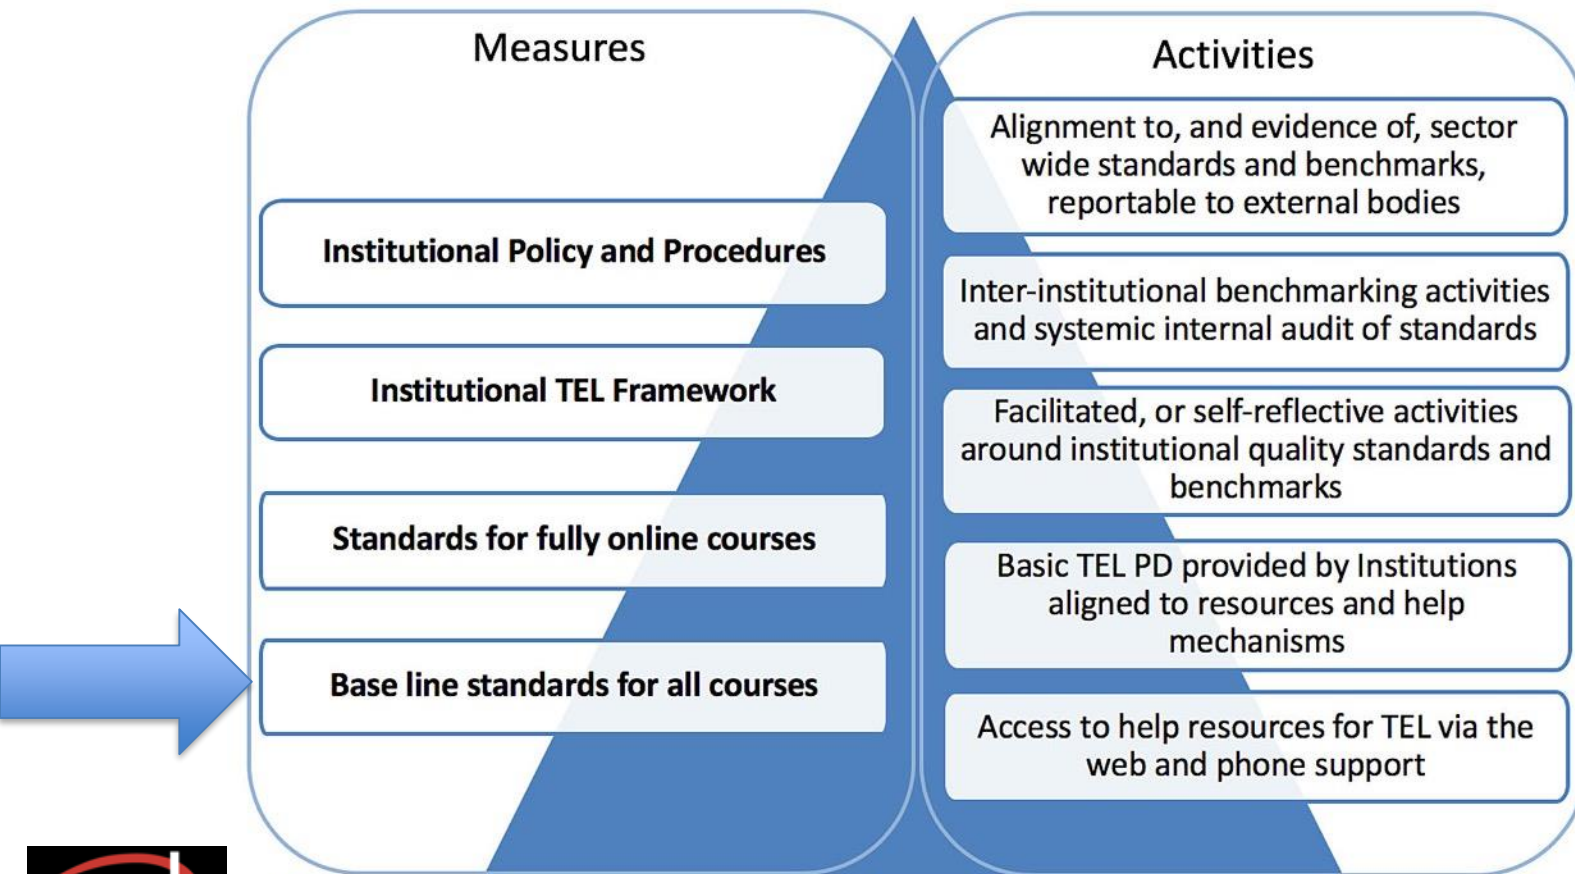 Measures
Institutional Policy and Procedures
Institutional TEL Framework
Standards for fully online courses
Base line standards for all courses
Activities
Alignment to, and evidence of, sector
wide standards and benchmarks,
reportable to external bodies
Inter-institutional benchmarking activities
and systemic internal audit of standards
Facilitated, or self-reflective activities
around institutional quality standards and
benchmarks
Basic TEL PD provided by Institutions
aligned to resources and help
mechanisms
Access to help resources for TEL via the
web and phone support